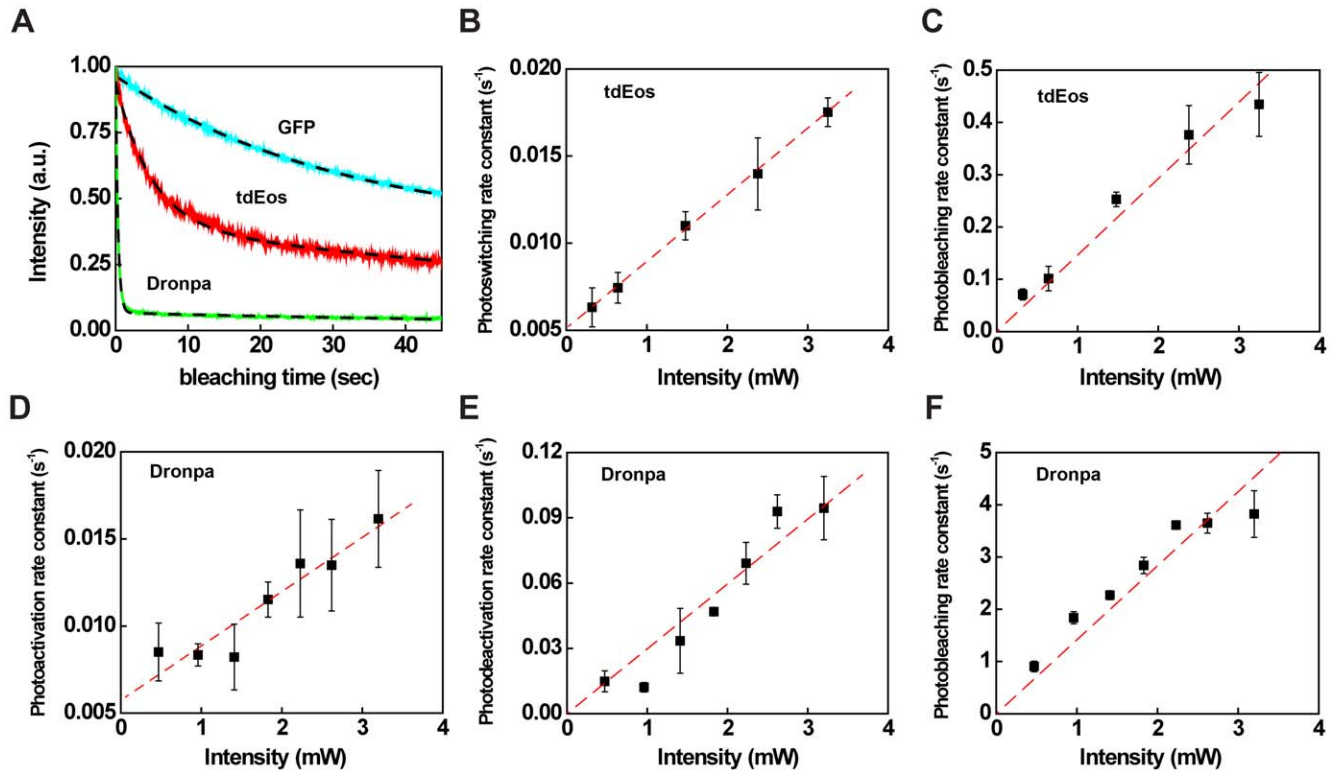 A
Intensity (a.u.)
1.00
0.75
0.50
0.25
0.00
GFP
tdEos
Dronpa
0 10 20 30 40
bleaching time (sec)
B
Photoswitching rate constant (s⁻¹)
0.020
0.015
0.010
0.005
tdEos
0 1 2 3 4
Intensity (mW)
C
Photobleaching rate constant (s⁻¹)
0.5
0.4
0.3
0.2
0.1
0.0
tdEos
0 1 2 3 4
Intensity (mW)
D
Photoactivation rate constant (s⁻¹)
0.020
0.015
0.010
0.005
Dronpa
0 1 2 3 4
Intensity (mW)
E
Photodeactivation rate constant (s⁻¹)
0.12
0.09
0.06
0.03
0.00
Dronpa
0 1 2 3 4
Intensity (mW)
F
Photobleaching rate constant (s⁻¹)
5
4
3
2
1
0
Dronpa
0 1 2 3 4
Intensity (mW)